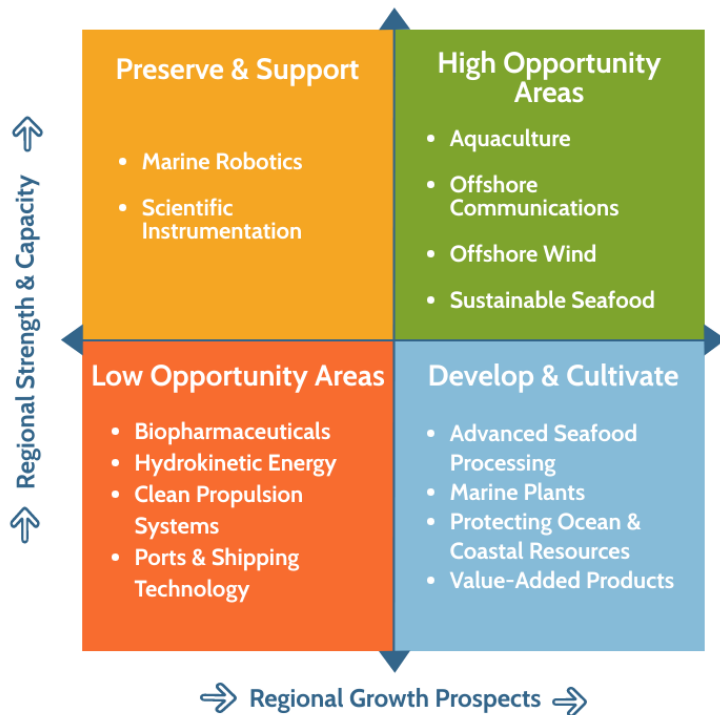 Preserve & Support
• Marine Robotics
• Scientific
Instrumentation
High Opportunity
Areas
• Aquaculture
• Offshore
Communications
• Offshore Wind
• Sustainable Seafood
Regional Strength & Capacity
Low Opportunity Areas
• Biopharmaceuticals
• Hydrokinetic Energy
• Clean Propulsion
Systems
• Ports & Shipping
Technology
Develop & Cultivate
• Advanced Seafood
Processing
• Marine Plants
• Protecting Ocean &
Coastal Resources
• Value-Added Products
Regional Growth Prospects